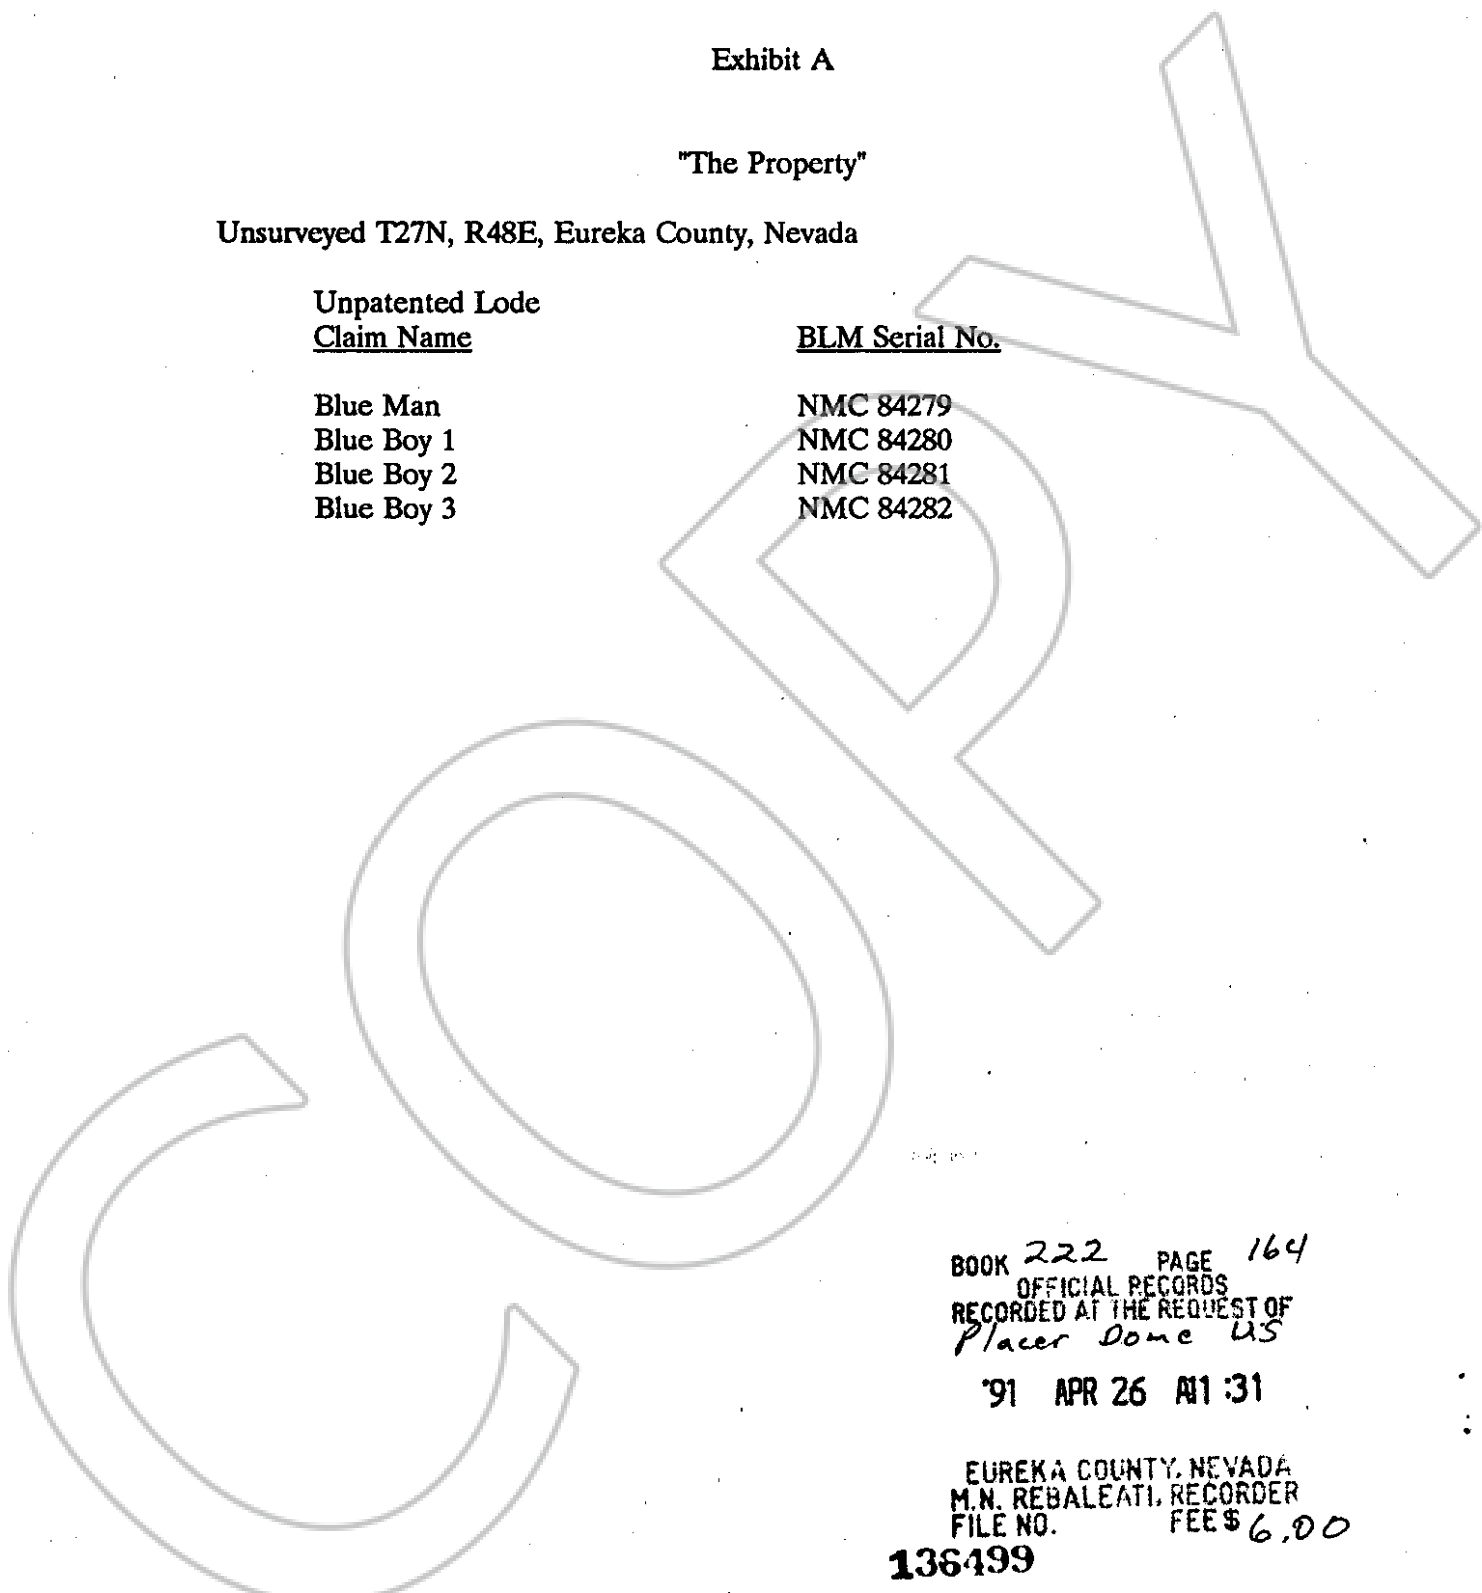 Exhibit A
"The Property"
Unsurveyed T27N, R48E, Eureka County, Nevada
Unpatented Lode
Claim Name BLM Serial No.
Blue Man NMC 84279
Blue Boy 1 NMC 84280
Blue Boy 2 NMC 84281
Blue Boy 3 NMC 84282
COPY
BOOK 222 PAGE 164
OFFICIAL RECORDS
RECORDED AT THE REQUEST OF
Placer Dome US
'91 APR 26 A11:31
EUREKA COUNTY, NEVADA
M.N. REBALEATI, RECORDER
FILE NO. FEE $ 6.00
136499